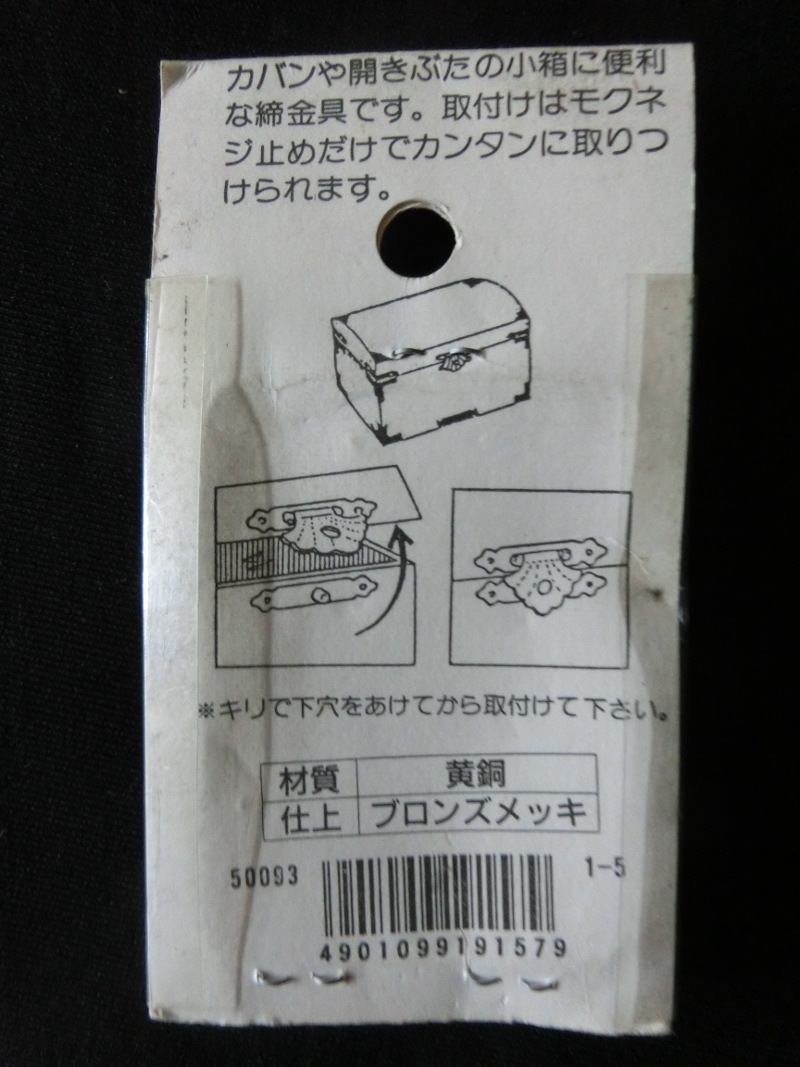 カバンや開きぶたの小箱に便利
な締金具です。取付けはモクネ
ジ止めだけでカンタンに取りつ
けられます。
※キリで下穴をあけてから取付けて下さい。
材質 黄銅
仕上 ブロンズメッキ
50093 1-5
4901099191579